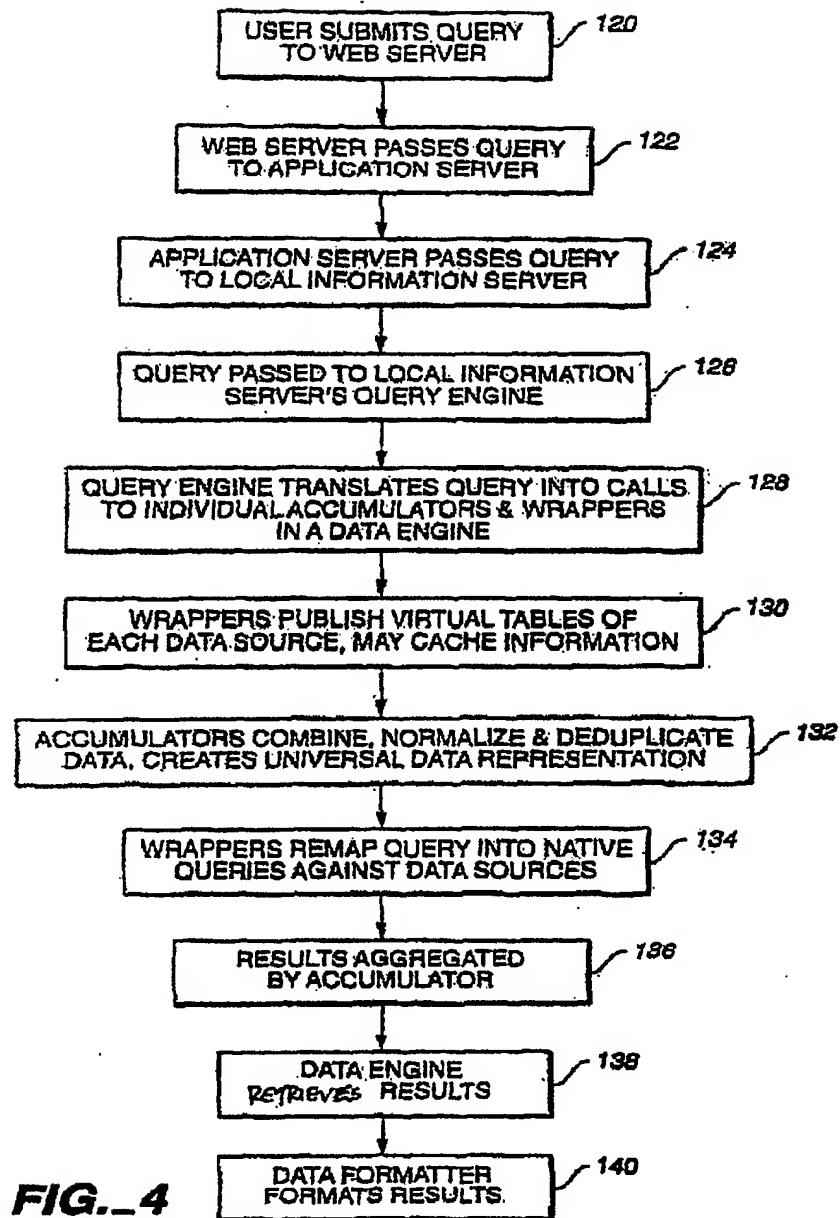 USER SUBMITS QUERY
TO WEB SERVER
120
WEB SERVER PASSES QUERY
TO APPLICATION SERVER
122
APPLICATION SERVER PASSES QUERY
TO LOCAL INFORMATION SERVER
124
QUERY PASSED TO LOCAL INFORMATION
SERVER'S QUERY ENGINE
126
QUERY ENGINE TRANSLATES QUERY INTO CALLS
TO INDIVIDUAL ACCUMULATORS & WRAPPERS
IN A DATA ENGINE
128
WRAPPERS PUBLISH VIRTUAL TABLES OF
EACH DATA SOURCE, MAY CACHE INFORMATION
130
ACCUMULATORS COMBINE, NORMALIZE & DEDUPLICATE
DATA, CREATES UNIVERSAL DATA REPRESENTATION
132
WRAPPERS REMAP QUERY INTO NATIVE
QUERIES AGAINST DATA SOURCES
134
RESULTS AGGREGATED
BY ACCUMULATOR
136
DATA ENGINE
RETRIEVES RESULTS
138
DATA FORMATTER
FORMATS RESULTS.
140
FIG._4